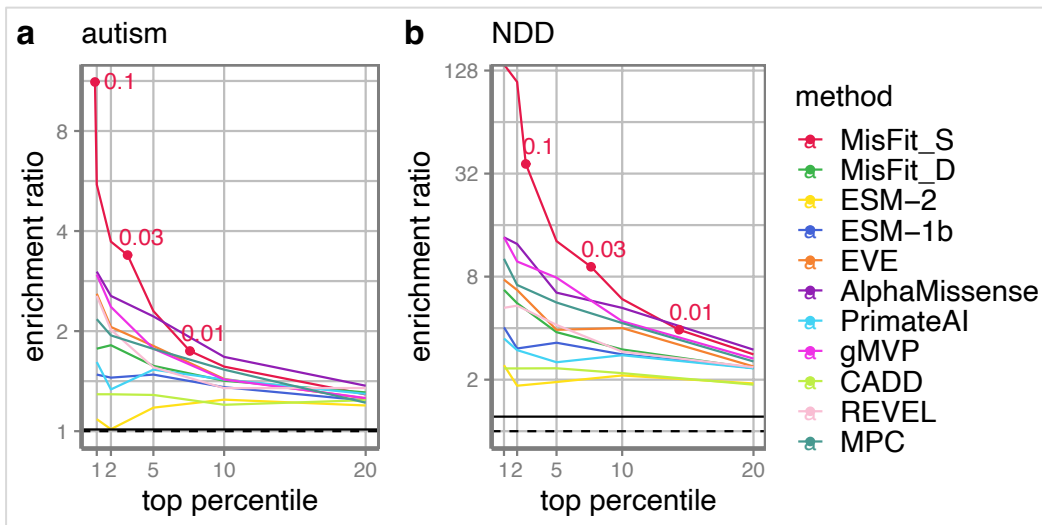 a autism
b NDD
enrichment ratio
8
4
2
1
0.1
0.03
0.01
1 2 5 10 20
top percentile
enrichment ratio
128
32
8
2
0.1
0.03
0.01
1 2 5 10 20
top percentile
method
a MisFit_S
a MisFit_D
a ESM-2
a ESM-1b
a EVE
a AlphaMissense
a PrimateAI
a gMVP
a CADD
a REVEL
a MPC